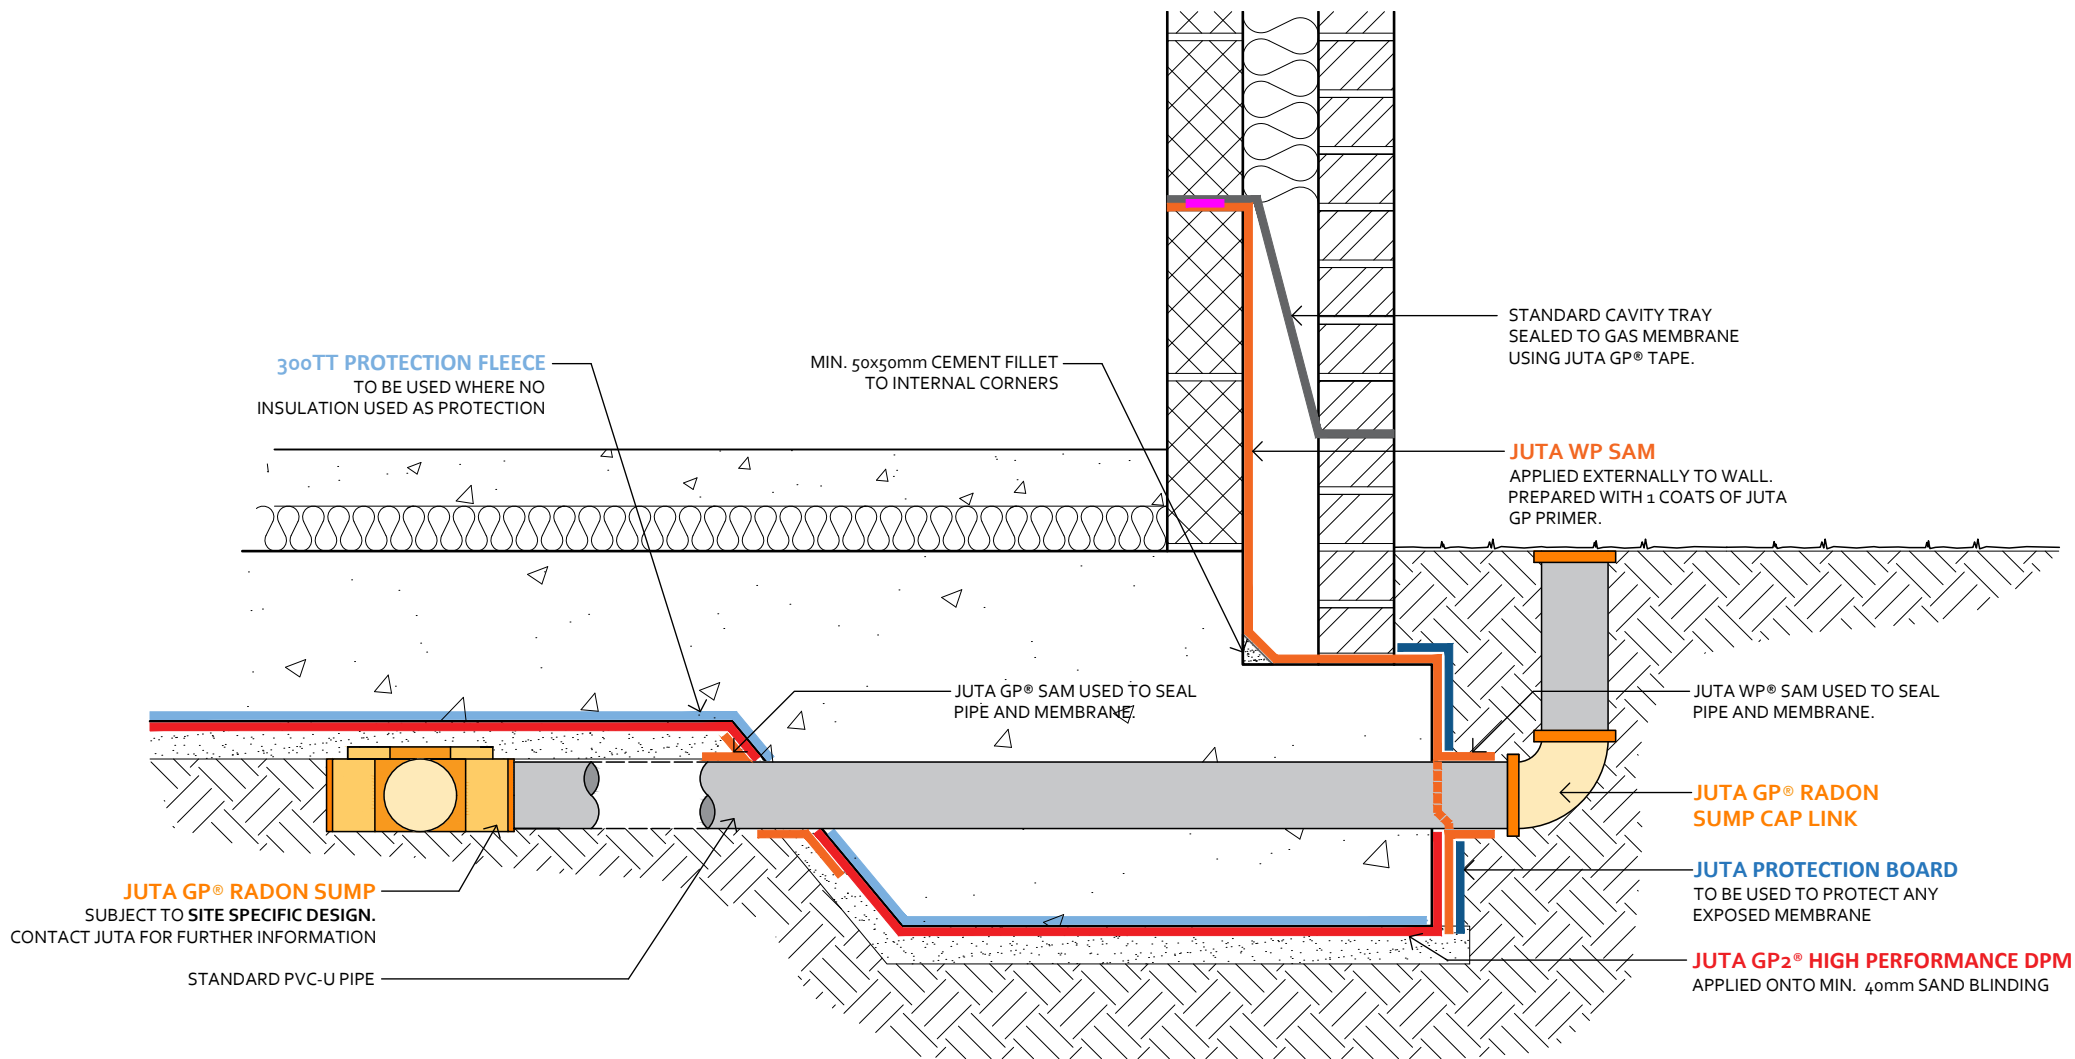 STANDARD CAVITY TRAY
SEALED TO GAS MEMBRANE
USING JUTA GP® TAPE.
300TT PROTECTION FLEECE
TO BE USED WHERE NO
INSULATION USED AS PROTECTION
MIN. 50x50mm CEMENT FILLET
TO INTERNAL CORNERS
JUTA WP SAM
APPLIED EXTERNALLY TO WALL.
PREPARED WITH 1 COATS OF JUTA
GP PRIMER.
JUTA GP® SAM USED TO SEAL
PIPE AND MEMBRANE.
JUTA WP® SAM USED TO SEAL
PIPE AND MEMBRANE.
JUTA GP® RADON
SUMP CAP LINK
JUTA GP® RADON SUMP
SUBJECT TO SITE SPECIFIC DESIGN.
CONTACT JUTA FOR FURTHER INFORMATION
JUTA PROTECTION BOARD
TO BE USED TO PROTECT ANY
EXPOSED MEMBRANE
STANDARD PVC-U PIPE
JUTA GP2® HIGH PERFORMANCE DPM
APPLIED ONTO MIN. 40mm SAND BLINDING